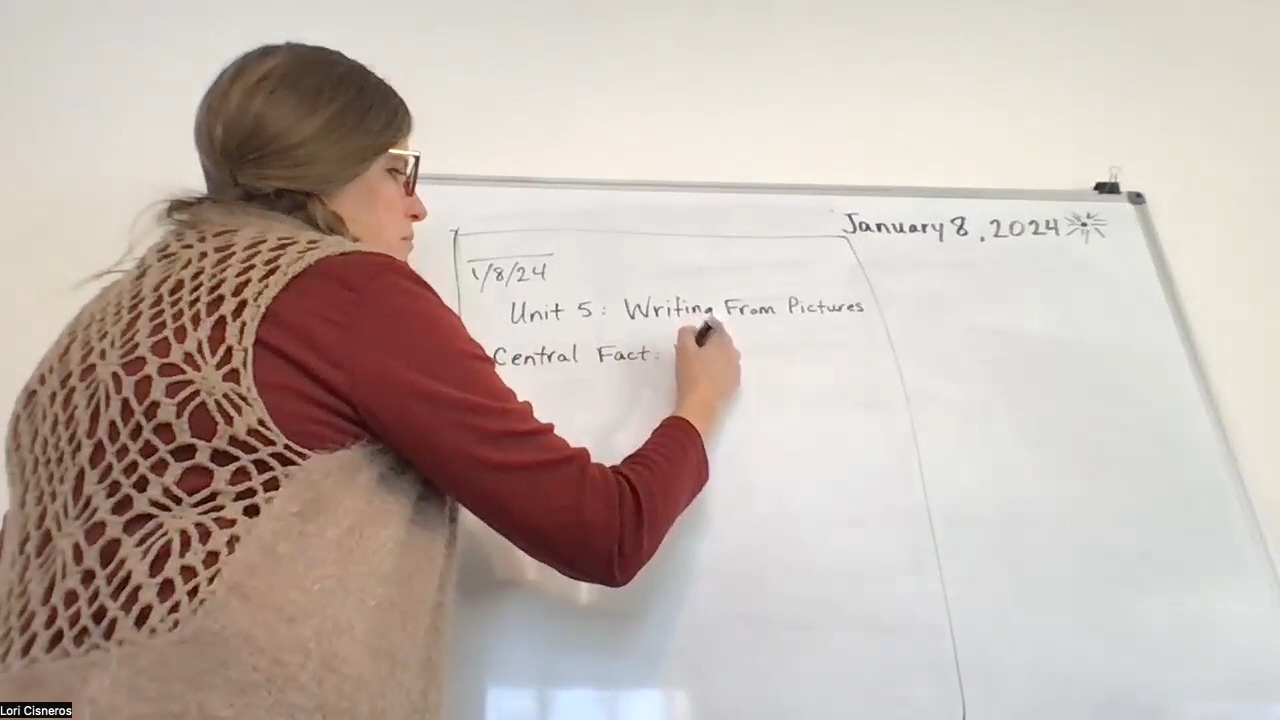 January 8, 2024
1/8/24
Unit 5: Writing From Pictures
Central Fact:
Lori Cisneros